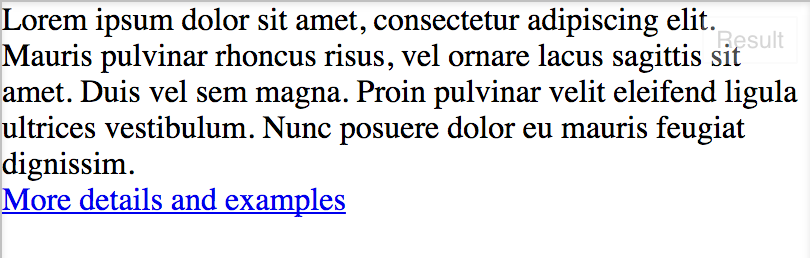 Lorem ipsum dolor sit amet, consectetur adipiscing elit.
Result
Mauris pulvinar rhoncus risus, vel ornare lacus sagittis sit
amet. Duis vel sem magna. Proin pulvinar velit eleifend ligula
ultrices vestibulum. Nunc posuere dolor eu mauris feugiat
dignissim.
More details and examples